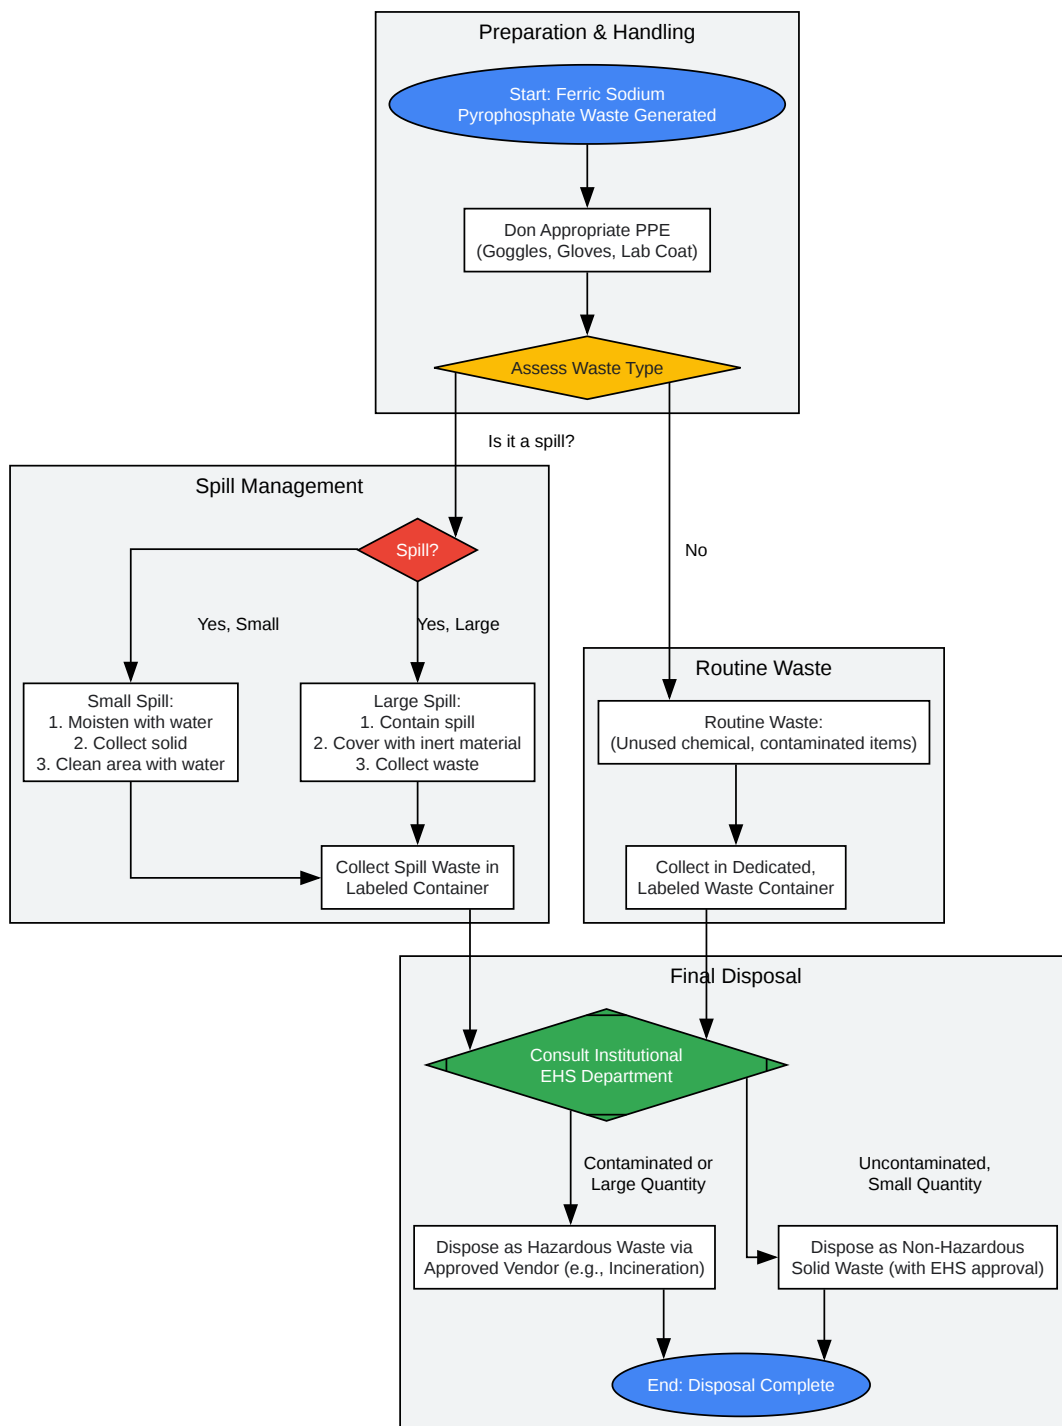 Preparation & Handling
Start: Ferric Sodium
Pyrophosphate Waste Generated
Don Appropriate PPE
(Goggles, Gloves, Lab Coat)
Assess Waste Type
Is it a spill?
Spill Management
Spill?
No
Yes, Small
Yes, Large
Routine Waste
Small Spill:
1. Moisten with water
2. Collect solid
3. Clean area with water
Large Spill:
1. Contain spill
2. Cover with inert material
3. Collect waste
Routine Waste:
(Unused chemical, contaminated items)
Collect Spill Waste in
Labeled Container
Collect in Dedicated,
Labeled Waste Container
Final Disposal
Consult Institutional
EHS Department
Contaminated or
Large Quantity
Uncontaminated,
Small Quantity
Dispose as Hazardous Waste via
Approved Vendor (e.g., Incineration)
Dispose as Non-Hazardous
Solid Waste (with EHS approval)
End: Disposal Complete